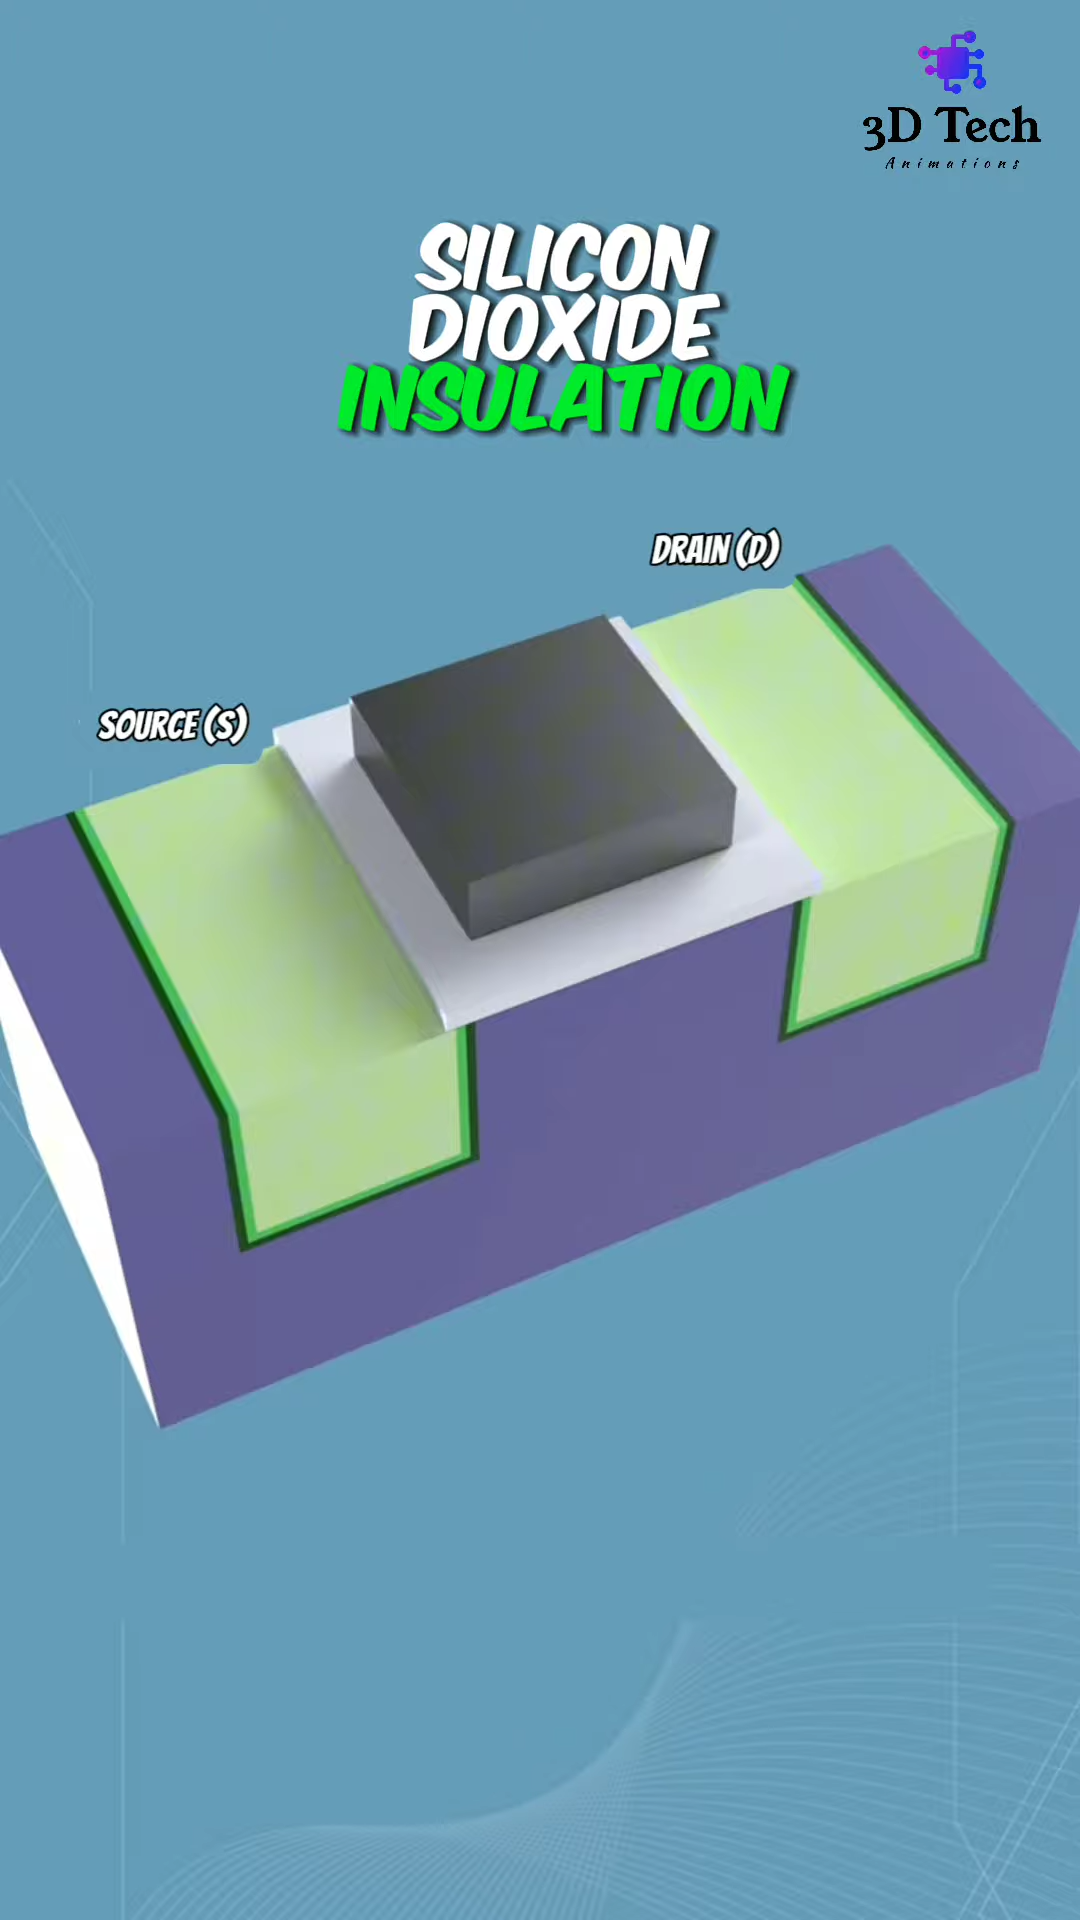 3D Tech
Animations
SILICON
DIOXIDE
INSULATION
DRAIN (D)
SOURCE (S)